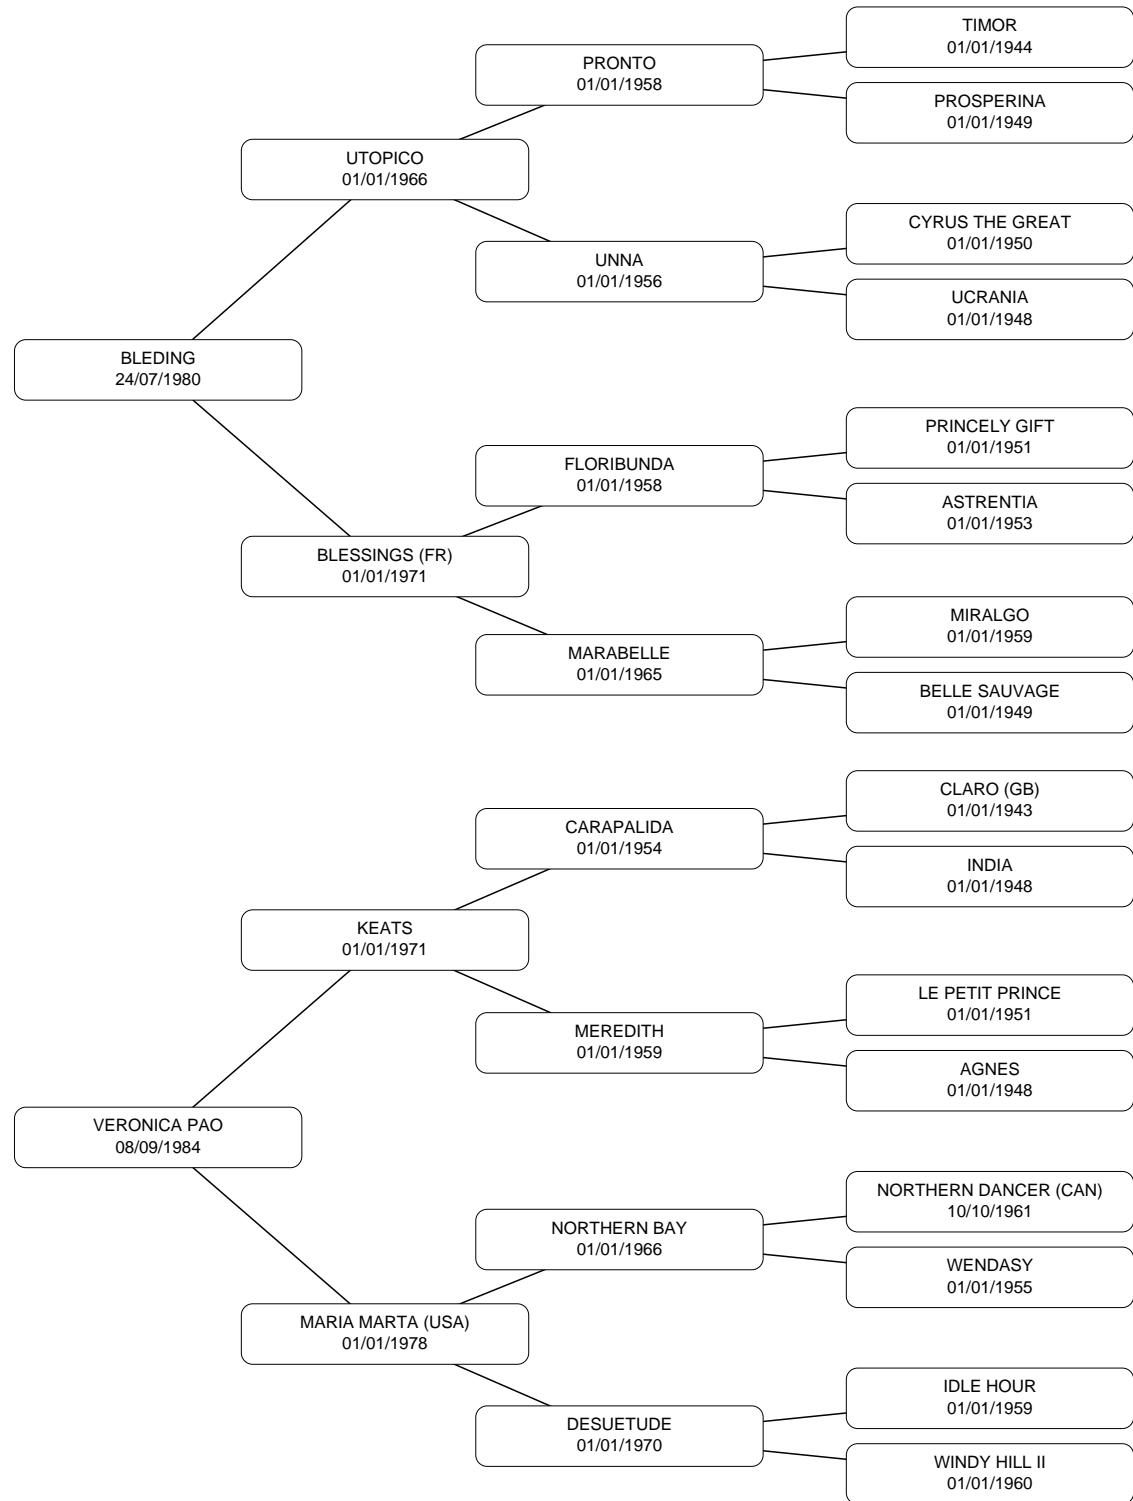 TIMOR
01/01/1944
PRONTO
01/01/1958
PROSPERINA
01/01/1949
UTOPICO
01/01/1966
CYRUS THE GREAT
01/01/1950
UNNA
01/01/1956
UCRANIA
01/01/1948
BLEDING
24/07/1980
PRINCELY GIFT
01/01/1951
FLORIBUNDA
01/01/1958
ASTRENTIA
01/01/1953
BLESSINGS (FR)
01/01/1971
MIRALGO
01/01/1959
MARABELLE
01/01/1965
BELLE SAUVAGE
01/01/1949
CLARO (GB)
01/01/1943
CARAPALIDA
01/01/1954
INDIA
01/01/1948
KEATS
01/01/1971
LE PETIT PRINCE
01/01/1951
MEREDITH
01/01/1959
AGNES
01/01/1948
VERONICA PAO
08/09/1984
NORTHERN DANCER (CAN)
10/10/1961
NORTHERN BAY
01/01/1966
WENDASY
01/01/1955
MARIA MARTA (USA)
01/01/1978
IDLE HOUR
01/01/1959
DESUETUDE
01/01/1970
WINDY HILL II
01/01/1960